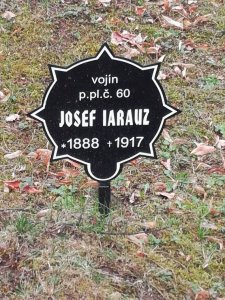 vojín
p.pl.č. 60
JOSEF IARAUZ
*1888 +1917